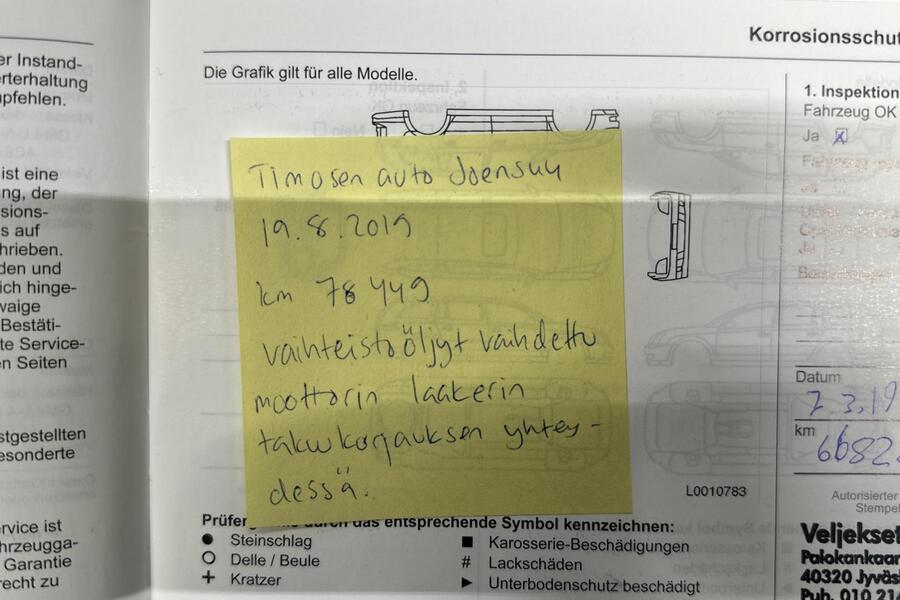 er Instand-
rterhaltung
pfehlen.
ist eine
ng, der
sions-
s auf
hrieben.
den und
ich hinge-
waige
Bestäti-
te Service-
n Seiten
stgestellten
esonderte
rvice ist
hrzeugga-
Garantie
recht zu
Die Grafik gilt für alle Modelle.
Timosen auto Joensuu
19.8.2019
km 78 449
vaihteistoöljyt vaihdettu
moottorin laakerin
takuukorjauksen yhtey-
dessä.
L0010783
Prüfer durch das entsprechende Symbol kennzeichnen:
Steinschlag
Delle / Beule
Kratzer
Karosserie-Beschädigungen
# Lackschäden
Unterbodenschutz beschädigt
Korrosionsschut
1. Inspektion
Fahrzeug OK
Ja
Datum
7.3.19
km
6682
Autorisierter
Stempel
Veljekset
Palokankaar
40320 Jyväs
Puh. 010 214